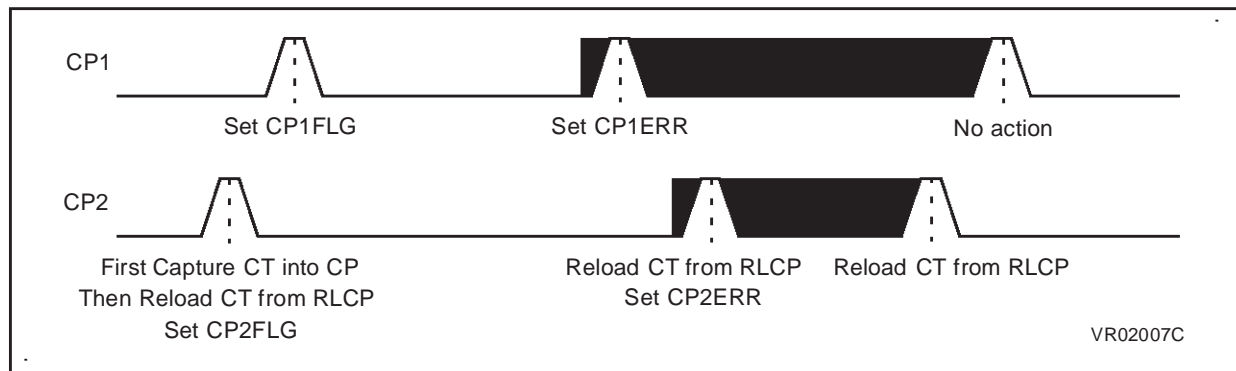 CP1
Set CP1FLG
Set CP1ERR
No action
CP2
First Capture CT into CP
Then Reload CT from RLCP
Set CP2FLG
Reload CT from RLCP
Set CP2ERR
Reload CT from RLCP
VR02007C